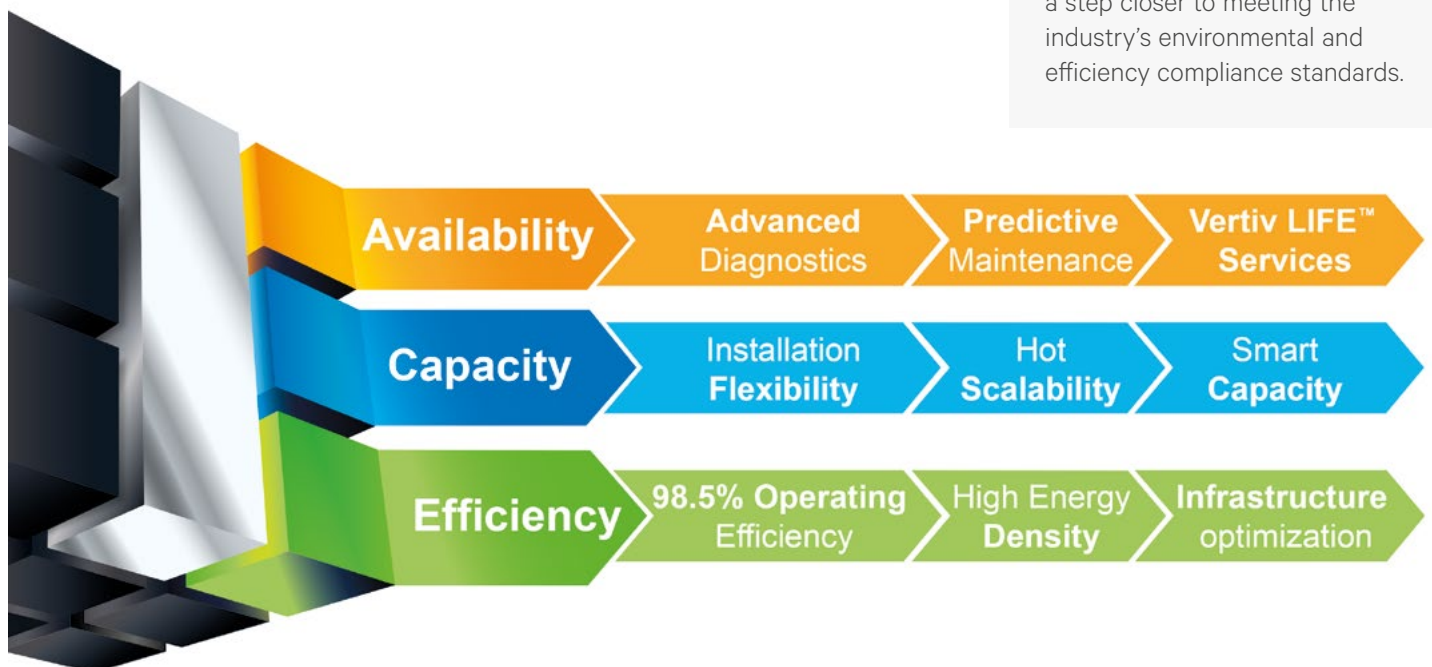 a step closer to meeting the
industry's environmental and
efficiency compliance standards.
Availability
Advanced
Diagnostics
Predictive
Maintenance
Vertiv LIFE™
Services
Capacity
Installation
Flexibility
Hot
Scalability
Smart
Capacity
Efficiency
98.5% Operating
Efficiency
High Energy
Density
Infrastructure
optimization